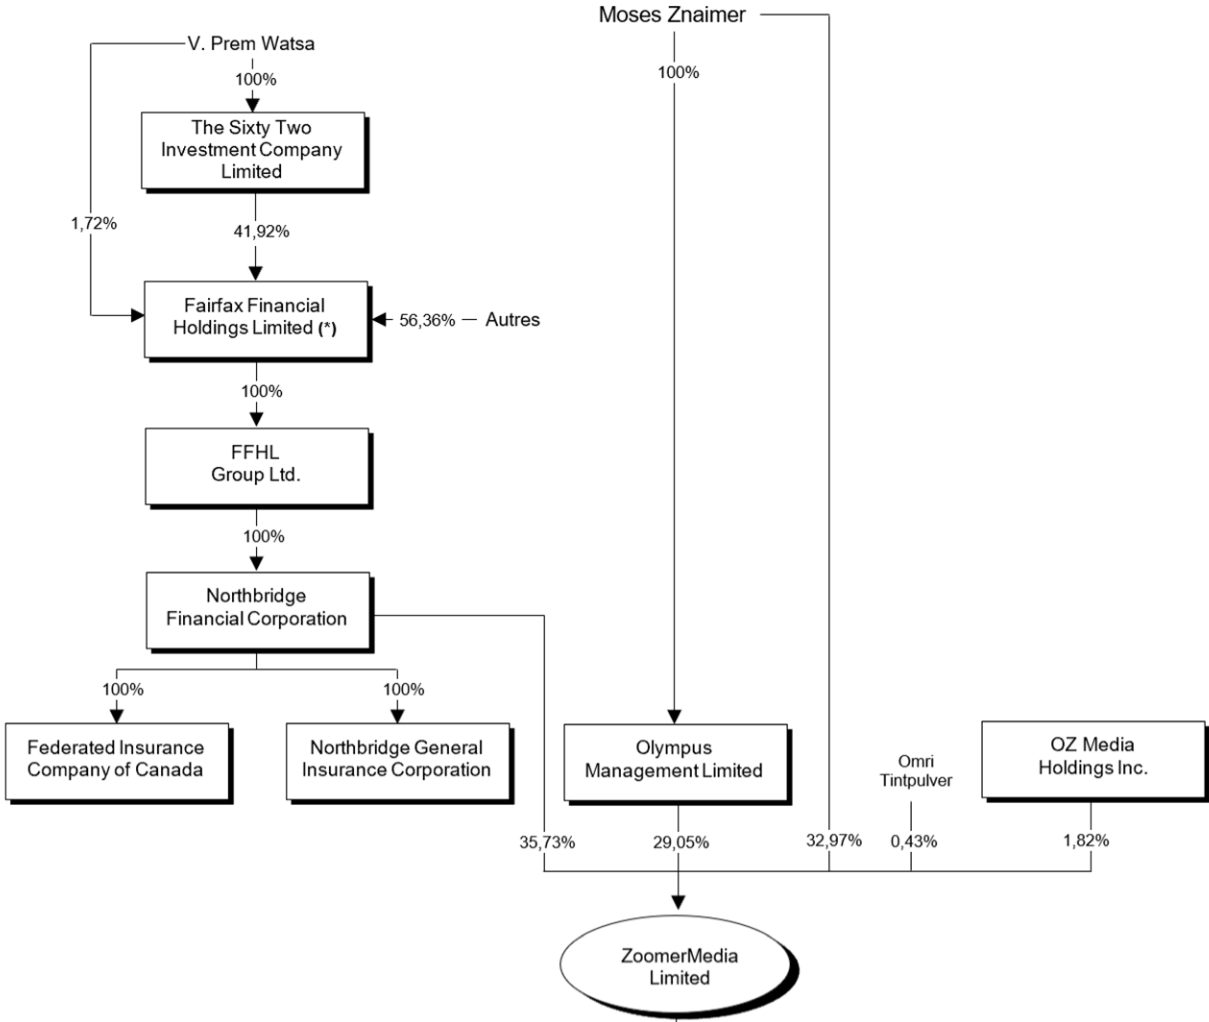 Moses Znaimer
V. Prem Watsa
100%
100%
The Sixty Two
Investment Company
Limited
1,72%
41,92%
Fairfax Financial
Holdings Limited (*)
56,36% — Autres
100%
FFHL
Group Ltd.
100%
Northbridge
Financial Corporation
100%
100%
Federated Insurance
Company of Canada
Northbridge General
Insurance Corporation
Olympus
Management Limited
Omri
Tintpulver
OZ Media
Holdings Inc.
35,73%
29,05%
32,97%
0,43%
1,82%
ZoomerMedia
Limited